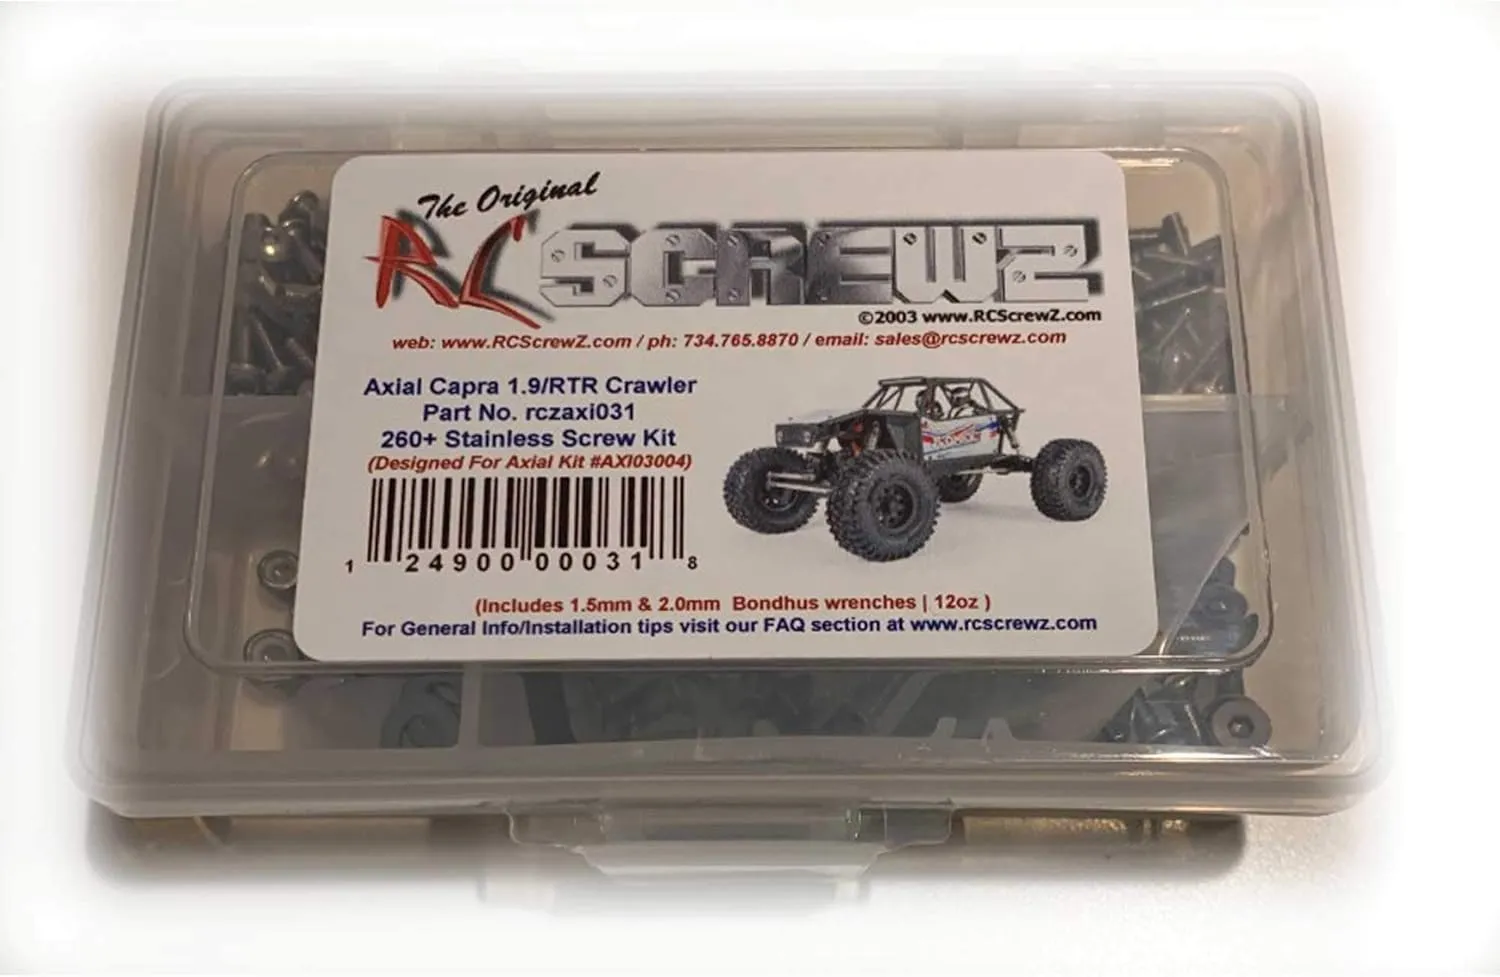 The Original
RC SCREWZ
©2003 www.RCScrewZ.com
web: www.RCScrewZ.com / ph: 734.765.8870 / email: sales@rcscrewz.com
Axial Capra 1.9/RTR Crawler
Part No. rczaxi031
260+ Stainless Screw Kit
(Designed For Axial Kit #AXI03004)
1 24900 00031 8
(Includes 1.5mm & 2.0mm Bondhus wrenches | 12oz )
For General Info/Installation tips visit our FAQ section at www.rcscrewz.com